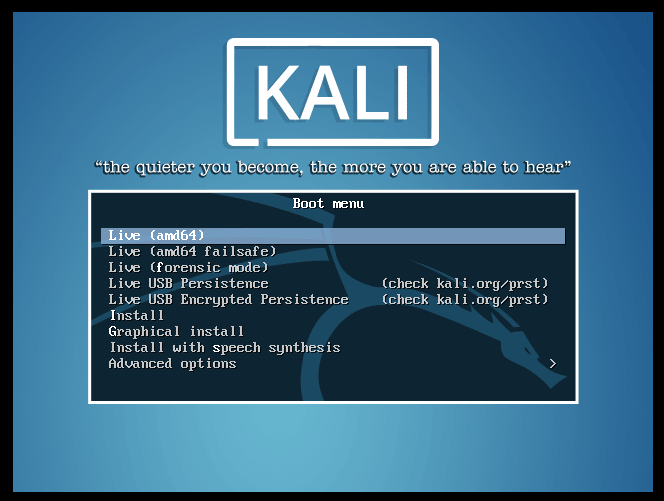 KALI
“the quieter you become, the more you are able to hear”
Boot menu
Live (amd64)
Live (amd64 failsafe)
Live (forensic mode)
Live USB Persistence (check kali.org/prst)
Live USB Encrypted Persistence (check kali.org/prst)
Install
Graphical install
Install with speech synthesis
Advanced options >